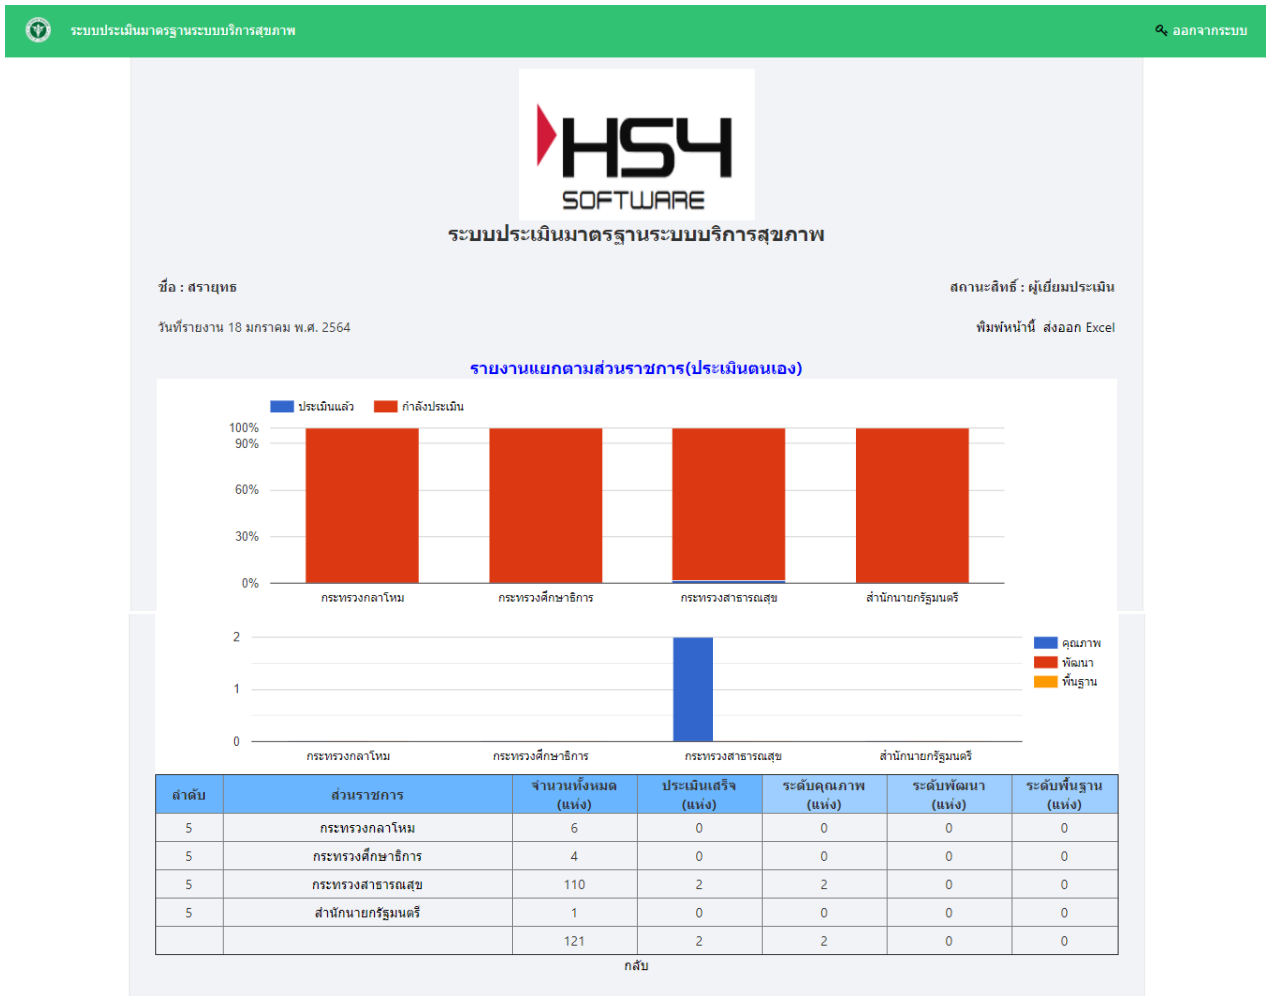 ระบบประเมินมาตรฐานระบบบริการสุขภาพ
ออกจากระบบ
HS4
SOFTWARE
ระบบประเมินมาตรฐานระบบบริการสุขภาพ
ชื่อ : สรายุทธ
สถานะสิทธิ์ : ผู้เยี่ยมประเมิน
วันที่รายงาน 18 มกราคม พ.ศ. 2564
พิมพ์หน้านี้ ส่งออก Excel
รายงานแยกตามส่วนราชการ(ประเมินตนเอง)
ประเมินแล้ว กำลังประเมิน
100%
90%
60%
30%
0%
กระทรวงกลาโหม กระทรวงศึกษาธิการ กระทรวงสาธารณสุข สำนักนายกรัฐมนตรี
2
1
0
คุณภาพ
พัฒนา
พื้นฐาน
กระทรวงกลาโหม กระทรวงศึกษาธิการ กระทรวงสาธารณสุข สำนักนายกรัฐมนตรี
ลำดับ ส่วนราชการ จำนวนทั้งหมด (แห่ง) ประเมินเสร็จ (แห่ง) ระดับคุณภาพ (แห่ง) ระดับพัฒนา (แห่ง) ระดับพื้นฐาน (แห่ง)
5 กระทรวงกลาโหม 6 0 0 0 0
5 กระทรวงศึกษาธิการ 4 0 0 0 0
5 กระทรวงสาธารณสุข 110 2 2 0 0
5 สำนักนายกรัฐมนตรี 1 0 0 0 0
121 2 2 0 0
กลับ